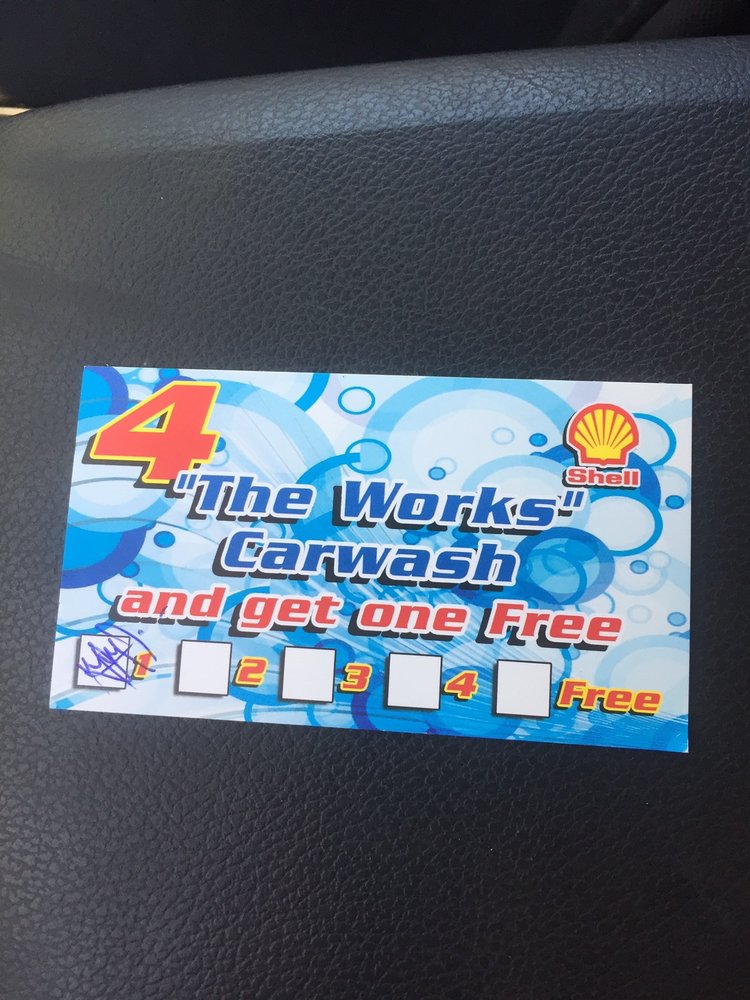 4
Shell
"The Works"
Carwash
and get one Free
1 2 3 4 Free